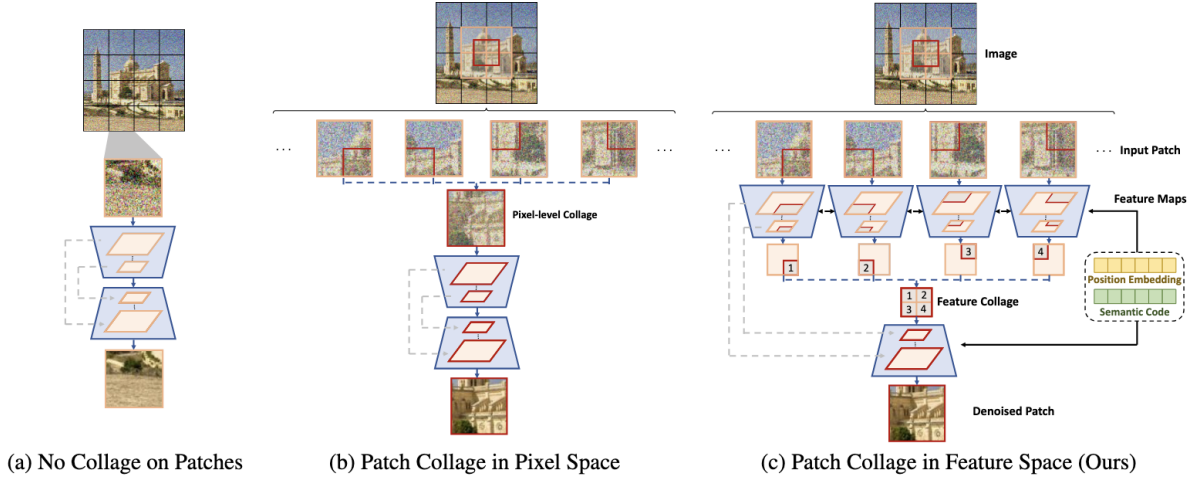 Image
... ... ... Input Patch
Pixel-level Collage
Feature Maps
1 2 3 4
Position Embedding
Semantic Code
Feature Collage
1 2
3 4
Denoised Patch
(a) No Collage on Patches
(b) Patch Collage in Pixel Space
(c) Patch Collage in Feature Space (Ours)